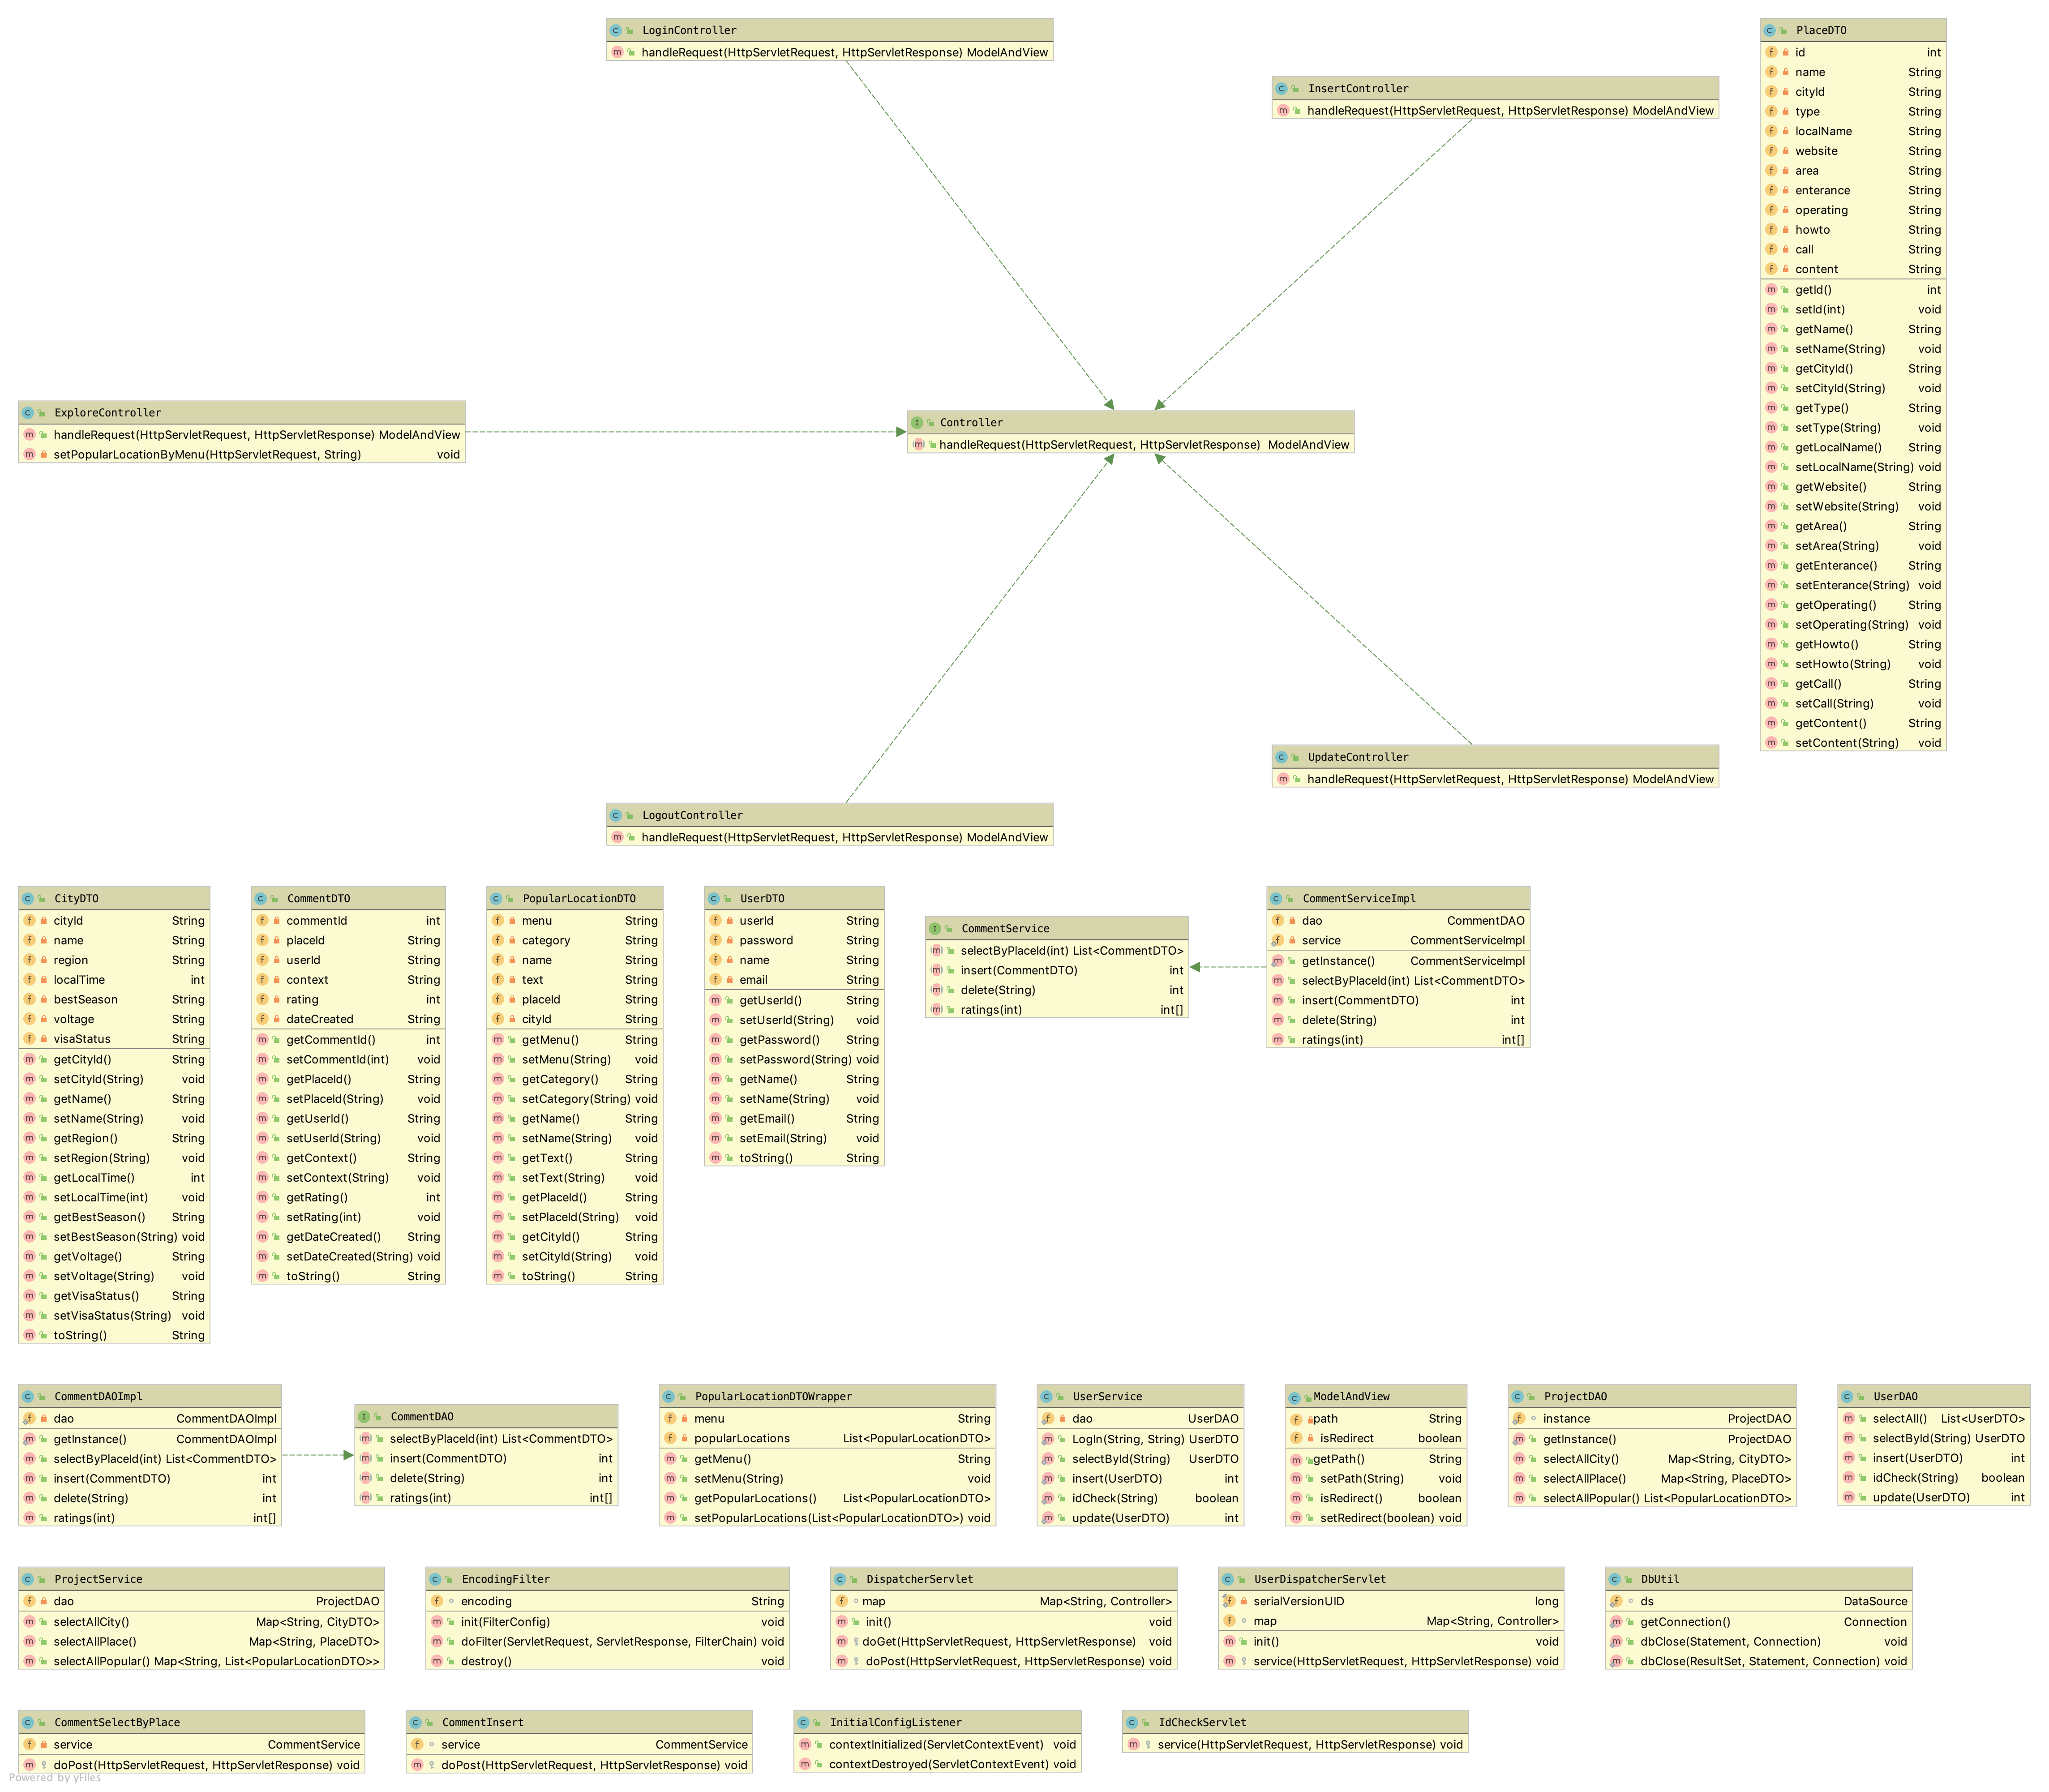 LoginController
handleRequest(HttpServletRequest, HttpServletResponse) ModelAndView
InsertController
handleRequest(HttpServletRequest, HttpServletResponse) ModelAndView
PlaceDTO
id int
name String
cityId String
type String
localName String
website String
area String
enterance String
operating String
howto String
call String
content String
getId() int
setId(int) void
getName() String
setName(String) void
getCityId() String
setCityId(String) void
getType() String
setType(String) void
getLocalName() String
setLocalName(String) void
getWebsite() String
setWebsite(String) void
getArea() String
setArea(String) void
getEnterance() String
setEnterance(String) void
getOperating() String
setOperating(String) void
getHowto() String
setHowto(String) void
getCall() String
setCall(String) void
getContent() String
setContent(String) void
ExploreController
handleRequest(HttpServletRequest, HttpServletResponse) ModelAndView
setPopularLocationByMenu(HttpServletRequest, String) void
Controller
handleRequest(HttpServletRequest, HttpServletResponse) ModelAndView
UpdateController
handleRequest(HttpServletRequest, HttpServletResponse) ModelAndView
LogoutController
handleRequest(HttpServletRequest, HttpServletResponse) ModelAndView
CityDTO
cityId String
name String
region String
localTime int
bestSeason String
voltage String
visaStatus String
getCityId() String
setCityId(String) void
getName() String
setName(String) void
getRegion() String
setRegion(String) void
getLocalTime() int
setLocalTime(int) void
getBestSeason() String
setBestSeason(String) void
getVoltage() String
setVoltage(String) void
getVisaStatus() String
setVisaStatus(String) void
toString() String
CommentDTO
commentId int
placeId String
userId String
context String
rating int
dateCreated String
getCommentId() int
setCommentId(int) void
getPlaceId() String
setPlaceId(String) void
getUserId() String
setUserId(String) void
getContext() String
setContext(String) void
getRating() int
setRating(int) void
getDateCreated() String
setDateCreated(String) void
toString() String
PopularLocationDTO
menu String
category String
name String
text String
placeId String
cityId String
getMenu() String
setMenu(String) void
getCategory() String
setCategory(String) void
getName() String
setName(String) void
getText() String
setText(String) void
getPlaceId() String
setPlaceId(String) void
getCityId() String
setCityId(String) void
toString() String
UserDTO
userId String
password String
name String
email String
getUserId() String
setUserId(String) void
getPassword() String
setPassword(String) void
getName() String
setName(String) void
getEmail() String
setEmail(String) void
toString() String
CommentService
selectByPlaceId(int) List<CommentDTO>
insert(CommentDTO) int
delete(String) int
ratings(int) int[]
CommentServiceImpl
dao CommentDAO
service CommentServiceImpl
getInstance() CommentServiceImpl
selectByPlaceId(int) List<CommentDTO>
insert(CommentDTO) int
delete(String) int
ratings(int) int[]
CommentDAOImpl
dao CommentDAOImpl
getInstance() CommentDAOImpl
selectByPlaceId(int) List<CommentDTO>
insert(CommentDTO) int
delete(String) int
ratings(int) int[]
CommentDAO
selectByPlaceId(int) List<CommentDTO>
insert(CommentDTO) int
delete(String) int
ratings(int) int[]
PopularLocationDTOWrapper
menu String
popularLocations List<PopularLocationDTO>
getMenu() String
setMenu(String) void
getPopularLocations() List<PopularLocationDTO>
setPopularLocations(List<PopularLocationDTO>) void
UserService
dao UserDAO
LogIn(String, String) UserDTO
selectById(String) UserDTO
insert(UserDTO) int
idCheck(String) boolean
update(UserDTO) int
ModelAndView
path String
isRedirect boolean
getPath() String
setPath(String) void
isRedirect() boolean
setRedirect(boolean) void
ProjectDAO
instance ProjectDAO
getInstance() ProjectDAO
selectAllCity() Map<String, CityDTO>
selectAllPlace() Map<String, PlaceDTO>
selectAllPopular() List<PopularLocationDTO>
UserDAO
selectAll() List<UserDTO>
selectById(String) UserDTO
insert(UserDTO) int
idCheck(String) boolean
update(UserDTO) int
ProjectService
dao ProjectDAO
selectAllCity() Map<String, CityDTO>
selectAllPlace() Map<String, PlaceDTO>
selectAllPopular() Map<String, List<PopularLocationDTO>>
EncodingFilter
encoding String
init(FilterConfig) void
doFilter(ServletRequest, ServletResponse, FilterChain) void
destroy() void
DispatcherServlet
map Map<String, Controller>
init() void
doGet(HttpServletRequest, HttpServletResponse) void
doPost(HttpServletRequest, HttpServletResponse) void
UserDispatcherServlet
serialVersionUID long
map Map<String, Controller>
init() void
service(HttpServletRequest, HttpServletResponse) void
DbUtil
ds DataSource
getConnection() Connection
dbClose(Statement, Connection) void
dbClose(ResultSet, Statement, Connection) void
CommentSelectByPlace
service CommentService
doPost(HttpServletRequest, HttpServletResponse) void
CommentInsert
service CommentService
doPost(HttpServletRequest, HttpServletResponse) void
InitialConfigListener
contextInitialized(ServletContextEvent) void
contextDestroyed(ServletContextEvent) void
IdCheckServlet
service(HttpServletRequest, HttpServletResponse) void
Powered by yFiles